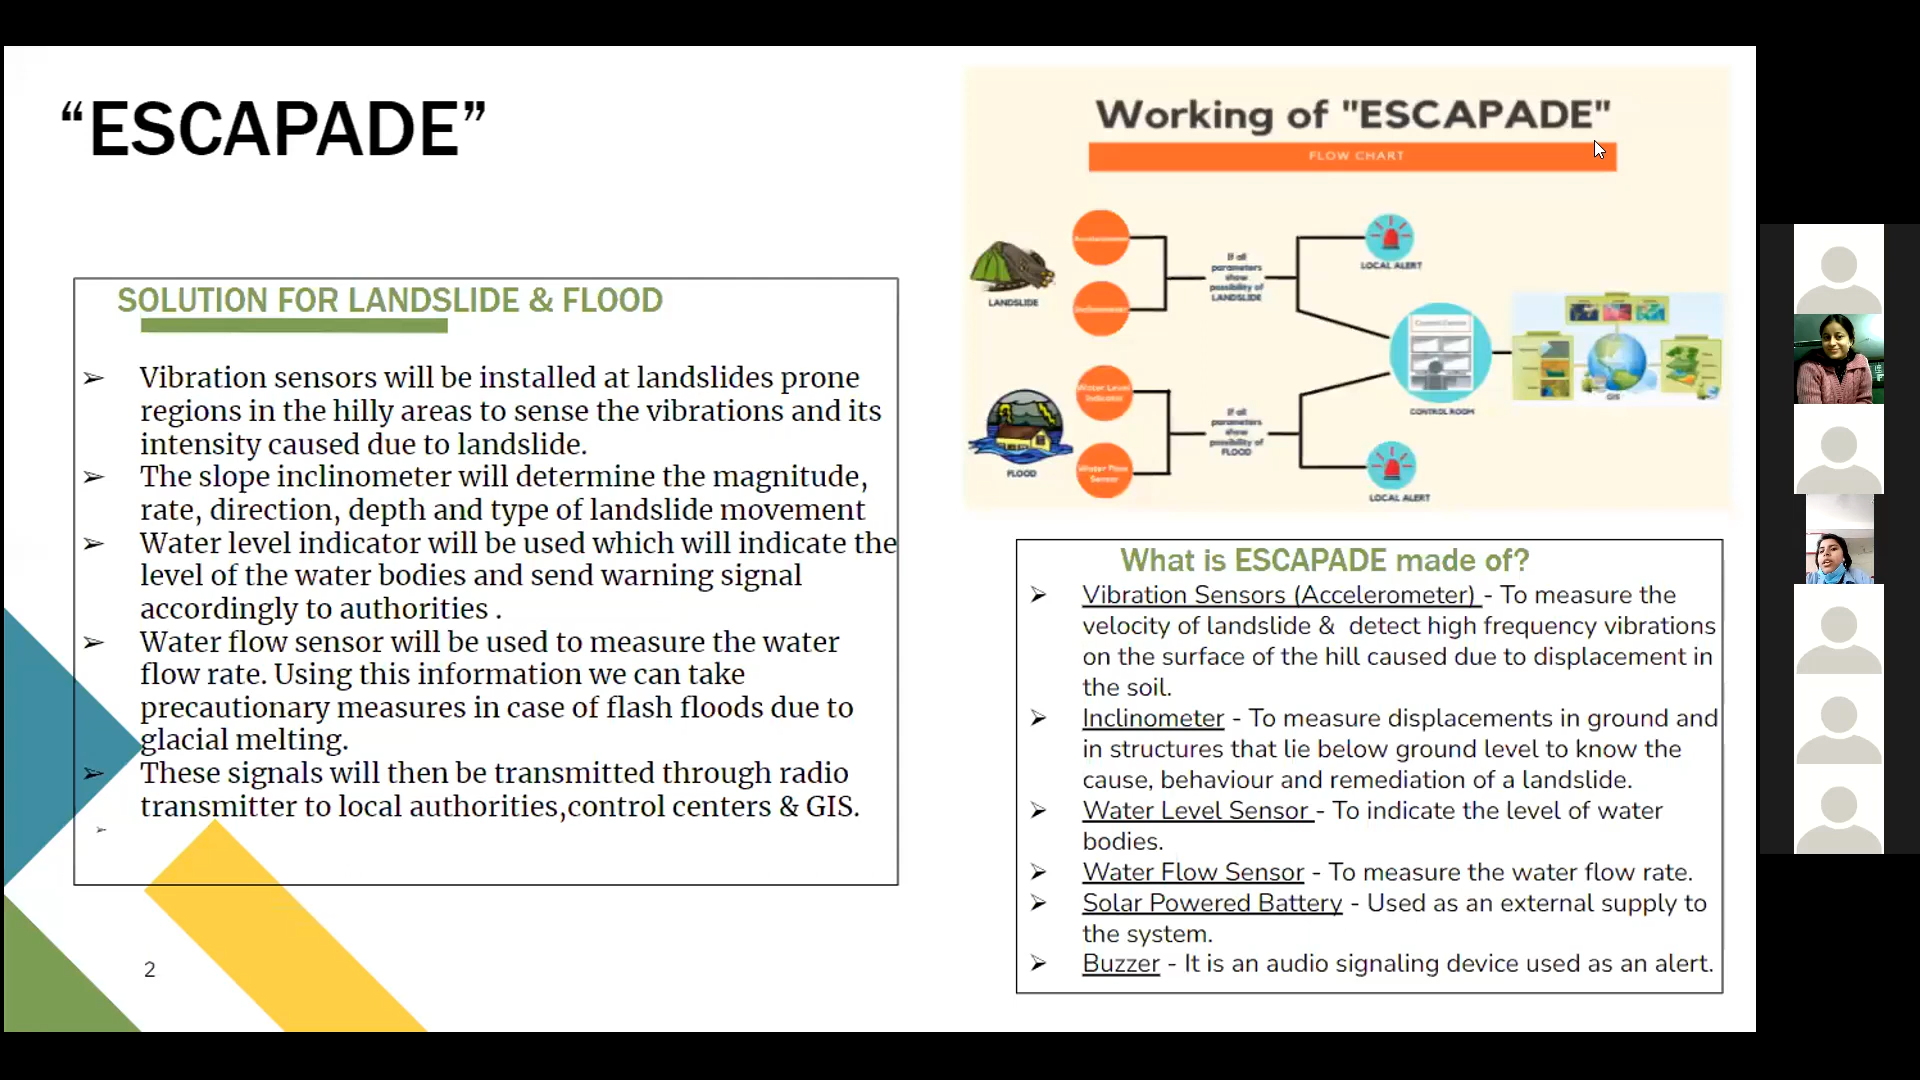 “ESCAPADE”
SOLUTION FOR LANDSLIDE & FLOOD
➢ Vibration sensors will be installed at landslides prone
regions in the hilly areas to sense the vibrations and its
intensity caused due to landslide.
➢ The slope inclinometer will determine the magnitude,
rate, direction, depth and type of landslide movement
➢ Water level indicator will be used which will indicate the
level of the water bodies and send warning signal
accordingly to authorities .
➢ Water flow sensor will be used to measure the water
flow rate. Using this information we can take
precautionary measures in case of flash floods due to
glacial melting.
➢ These signals will then be transmitted through radio
transmitter to local authorities,control centers & GIS.
➢
2
Working of "ESCAPADE"
FLOW CHART
LANDSLIDE
If all
parameters
show
possibility of
LANDSLIDE
LOCAL ALERT
CONTROL ROOM
GIS
FLOOD
Water Level
Indicator
Water Flow
Sensor
If all
parameters
show
possibility of
FLOOD
LOCAL ALERT
What is ESCAPADE made of?
➢ Vibration Sensors (Accelerometer) - To measure the
velocity of landslide &  detect high frequency vibrations
on the surface of the hill caused due to displacement in
the soil.
➢ Inclinometer - To measure displacements in ground and
in structures that lie below ground level to know the
cause, behaviour and remediation of a landslide.
➢ Water Level Sensor - To indicate the level of water
bodies.
➢ Water Flow Sensor - To measure the water flow rate.
➢ Solar Powered Battery - Used as an external supply to
the system.
➢ Buzzer - It is an audio signaling device used as an alert.